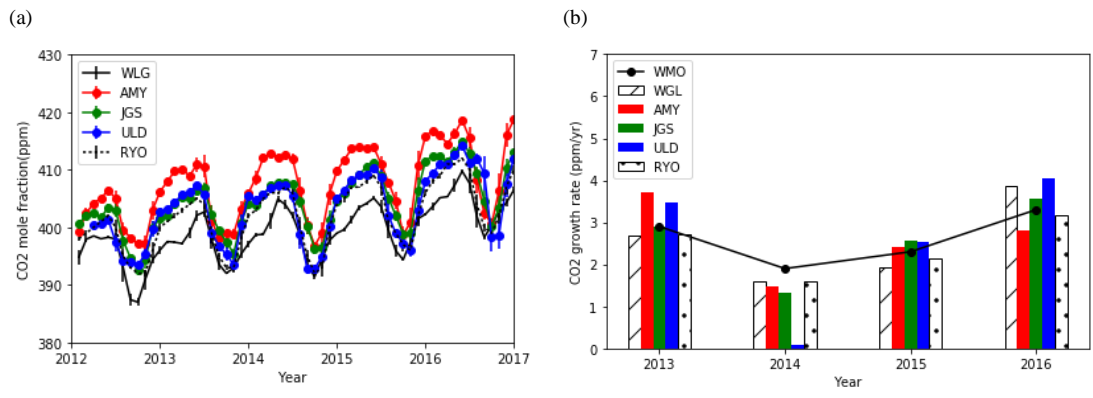 (a)
(b)
430
420
410
400
390
380
CO2 mole fraction(ppm)
WLG
AMY
JGS
ULD
RYO
2012
2013
2014
2015
2016
2017
Year
7
6
5
4
3
2
1
0
CO2 growth rate (ppm/yr)
WMO
WGL
AMY
JGS
ULD
RYO
2013
2014
2015
2016
Year